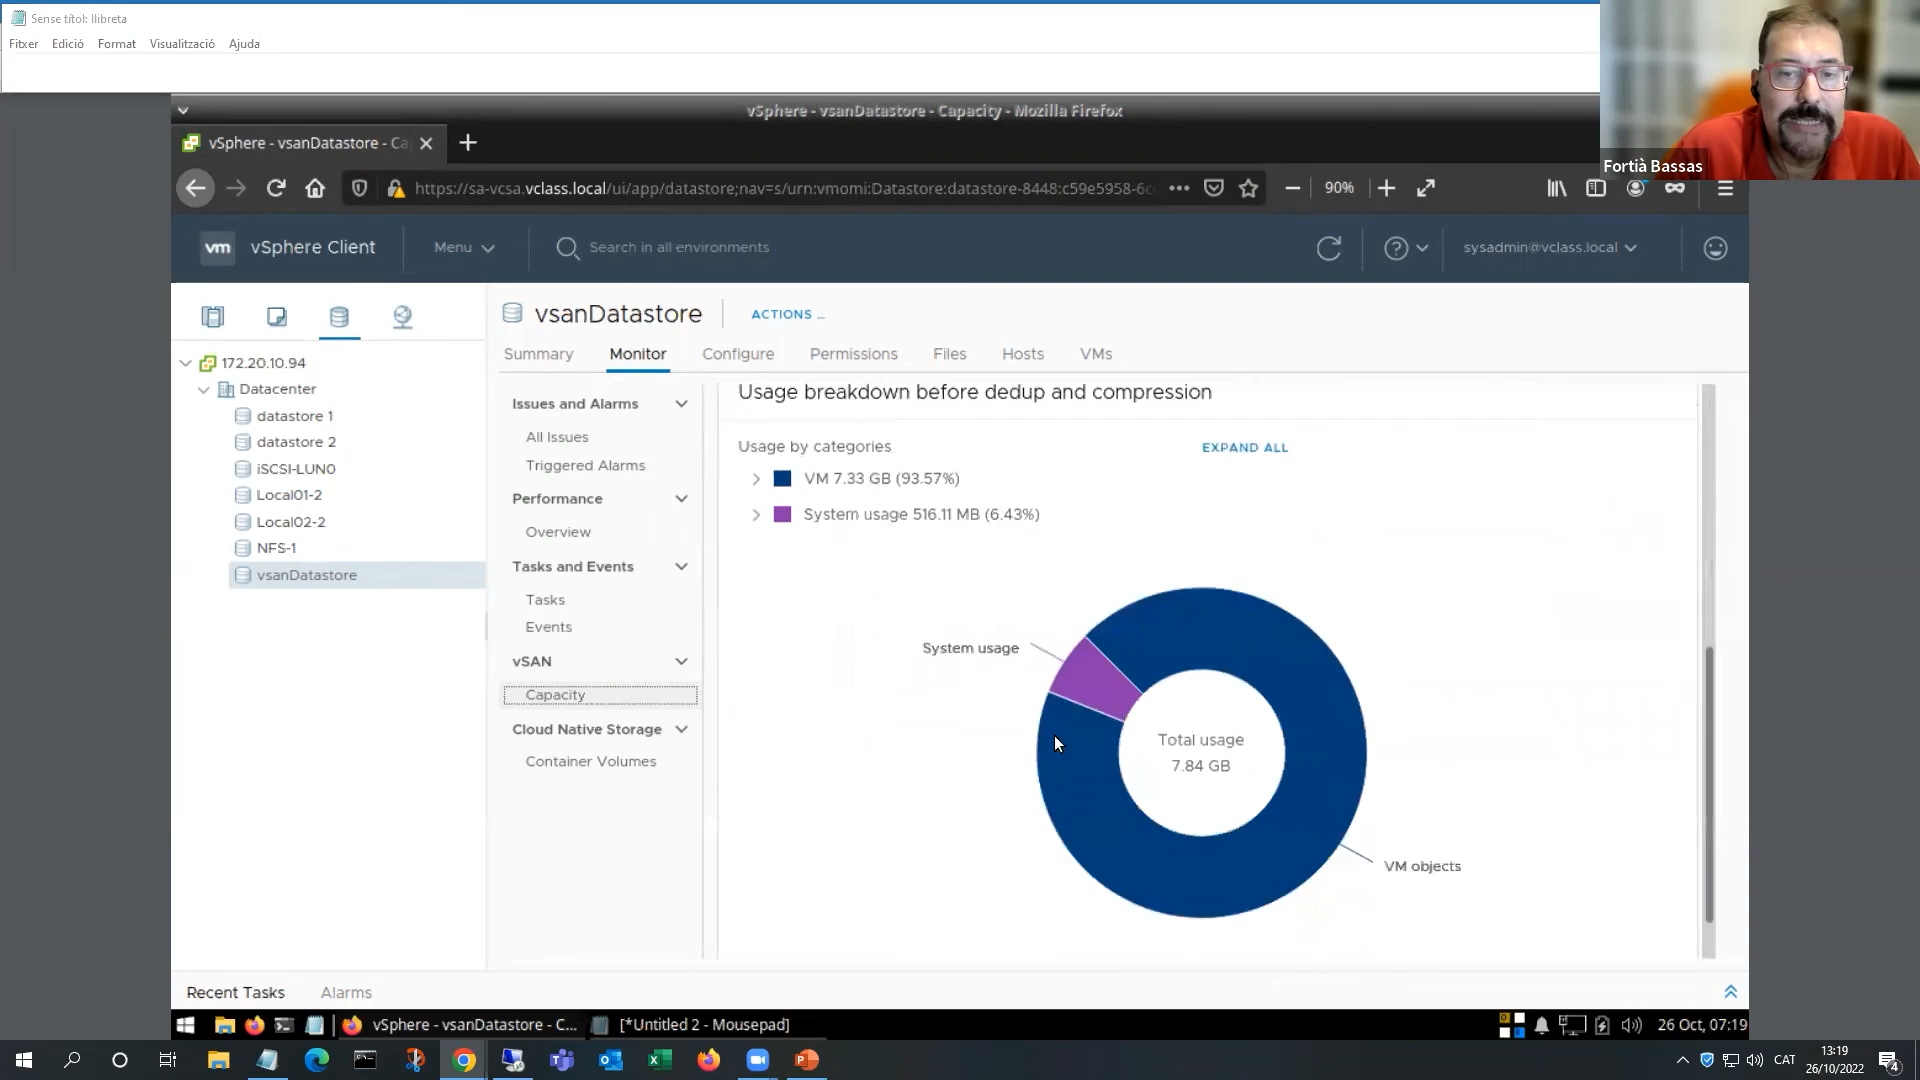 Sense títol: llibreta
Fitxer Edició Format Visualització Ajuda
Fortià Bassas
vSphere - vsanDatastore - Capacity - Mozilla Firefox
vSphere - vsanDatastore - Ca
https://sa-vcsa.vclass.local/ui/app/datastore;nav=s/urn:vmomi:Datastore:datastore-8448:c59e5958-6c
90%
vm vSphere Client Menu Search in all environments sysadmin@vclass.local
vsanDatastore ACTIONS ...
Summary Monitor Configure Permissions Files Hosts VMs
172.20.10.94
Datacenter
datastore 1
datastore 2
iSCSI-LUN0
Local01-2
Local02-2
NFS-1
vsanDatastore
Issues and Alarms
All Issues
Triggered Alarms
Performance
Overview
Tasks and Events
Tasks
Events
vSAN
Capacity
Cloud Native Storage
Container Volumes
Usage breakdown before dedup and compression
Usage by categories EXPAND ALL
VM 7.33 GB (93.57%)
System usage 516.11 MB (6.43%)
System usage
Total usage
7.84 GB
VM objects
Recent Tasks Alarms
vSphere - vsanDatastore - C... [*Untitled 2 - Mousepad] 26 Oct, 07:19
CAT 13:19
26/10/2022
4